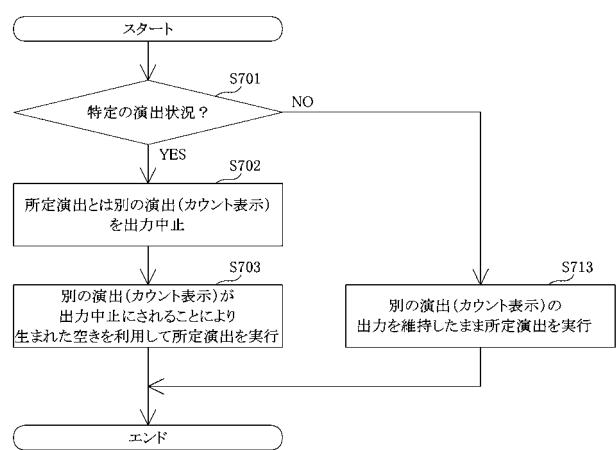 スタート
S701
特定の演出状況？
NO
YES
S702
所定演出とは別の演出（カウント表示）
を出力中止
S703
別の演出（カウント表示）が
出力中止にされることにより
生まれた空きを利用して所定演出を実行
S713
別の演出（カウント表示）の
出力を維持したまま所定演出を実行
エンド